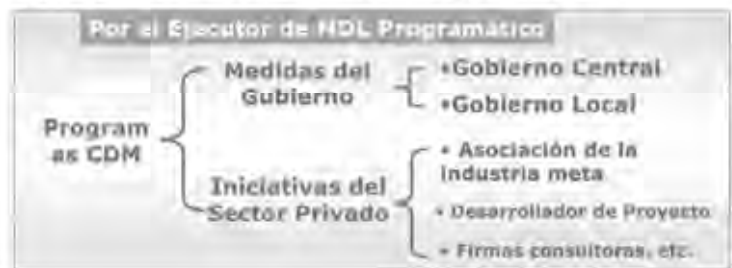 Por el Ejecutor de MDL Programático
Medidas del
Gubierno
•Gobierno Central
•Gobierno Local
Program
as CDM
Iniciativas del
Sector Privado
• Asociación de la
industria meta
• Desarrollador de Proyecto
• Firmas consultoras, etc.